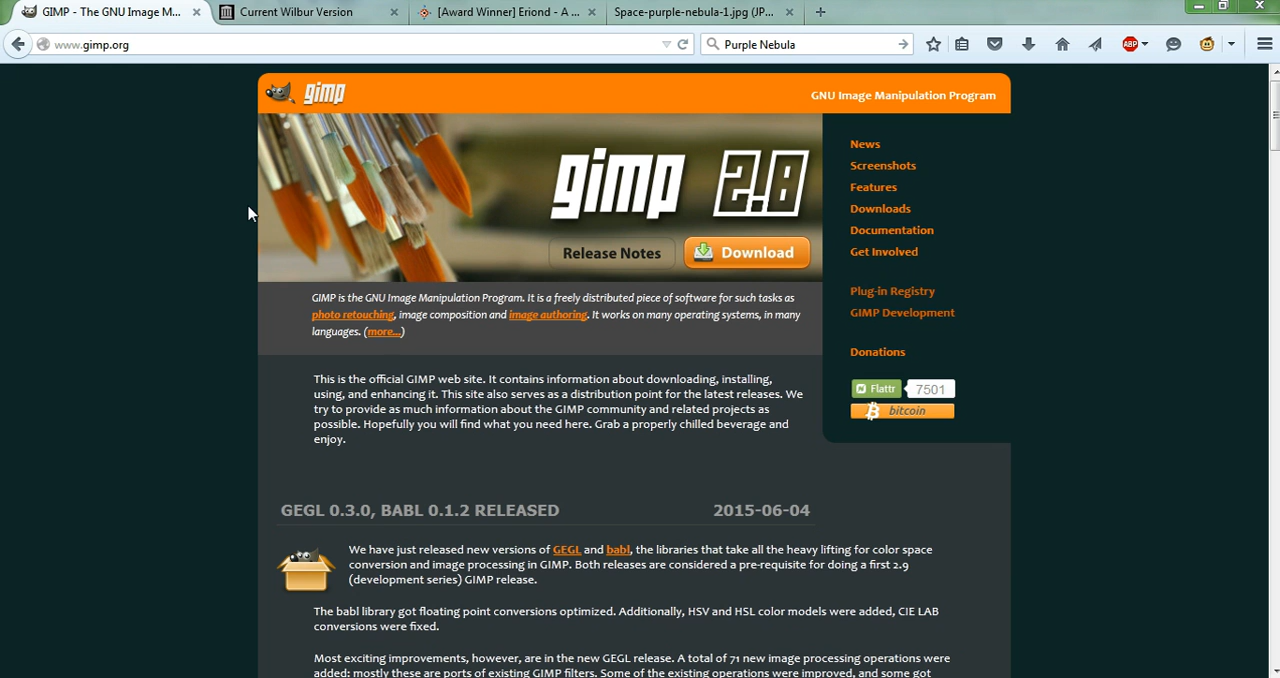 GIMP - The GNU Image M...
Current Wilbur Version
[Award Winner] Eriond - A ...
Space-purple-nebula-1.jpg (JP...
www.gimp.org
Purple Nebula
ABP
gimp
GNU Image Manipulation Program
gimp 2.8
Release Notes
Download
News
Screenshots
Features
Downloads
Documentation
Get Involved
Plug-in Registry
GIMP Development
Donations
Flattr
7501
bitcoin
GIMP is the GNU Image Manipulation Program. It is a freely distributed piece of software for such tasks as
photo retouching, image composition and image authoring. It works on many operating systems, in many
languages. (more...)
This is the official GIMP web site. It contains information about downloading, installing,
using, and enhancing it. This site also serves as a distribution point for the latest releases. We
try to provide as much information about the GIMP community and related projects as
possible. Hopefully you will find what you need here. Grab a properly chilled beverage and
enjoy.
GEGL 0.3.0, BABL 0.1.2 RELEASED
2015-06-04
We have just released new versions of GEGL and babl, the libraries that take all the heavy lifting for color space
conversion and image processing in GIMP. Both releases are considered a pre-requisite for doing a first 2.9
(development series) GIMP release.
The babl library got floating point conversions optimized. Additionally, HSV and HSL color models were added, CIE LAB
conversions were fixed.
Most exciting improvements, however, are in the new GEGL release. A total of 71 new image processing operations were
added: mostly these are ports of existing GIMP filters. Some of the existing operations were improved, and some got